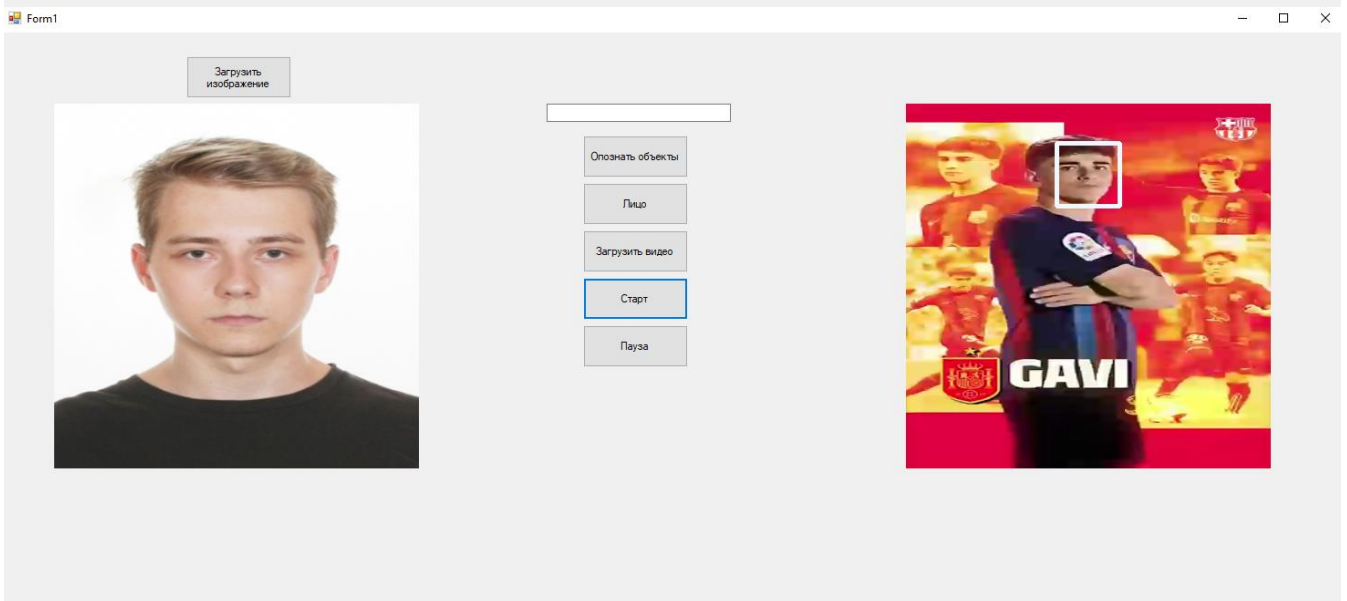 Form1
Загрузить
изображение
Опознать объекты
Лицо
Загрузить видео
Старт
Пауза
GAVI